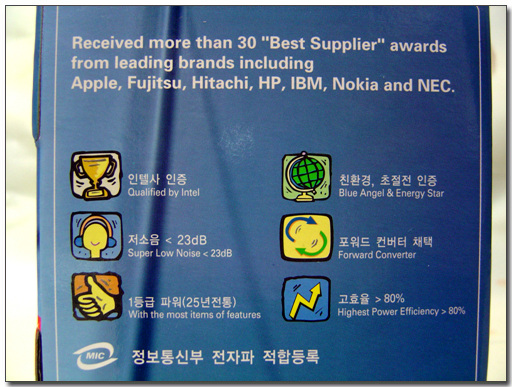 Received more than 30 "Best Supplier" awards
from leading brands including
Apple, Fujitsu, Hitachi, HP, IBM, Nokia and NEC.
인텔사 인증
Qualified by Intel
친환경, 초절전 인증
Blue Angel & Energy Star
저소음 < 23dB
Super Low Noise < 23dB
포워드 컨버터 채택
Forward Converter
1등급 파워(25년전통)
With the most items of features
고효율 > 80%
Highest Power Efficiency > 80%
MIC 정보통신부 전자파 적합등록